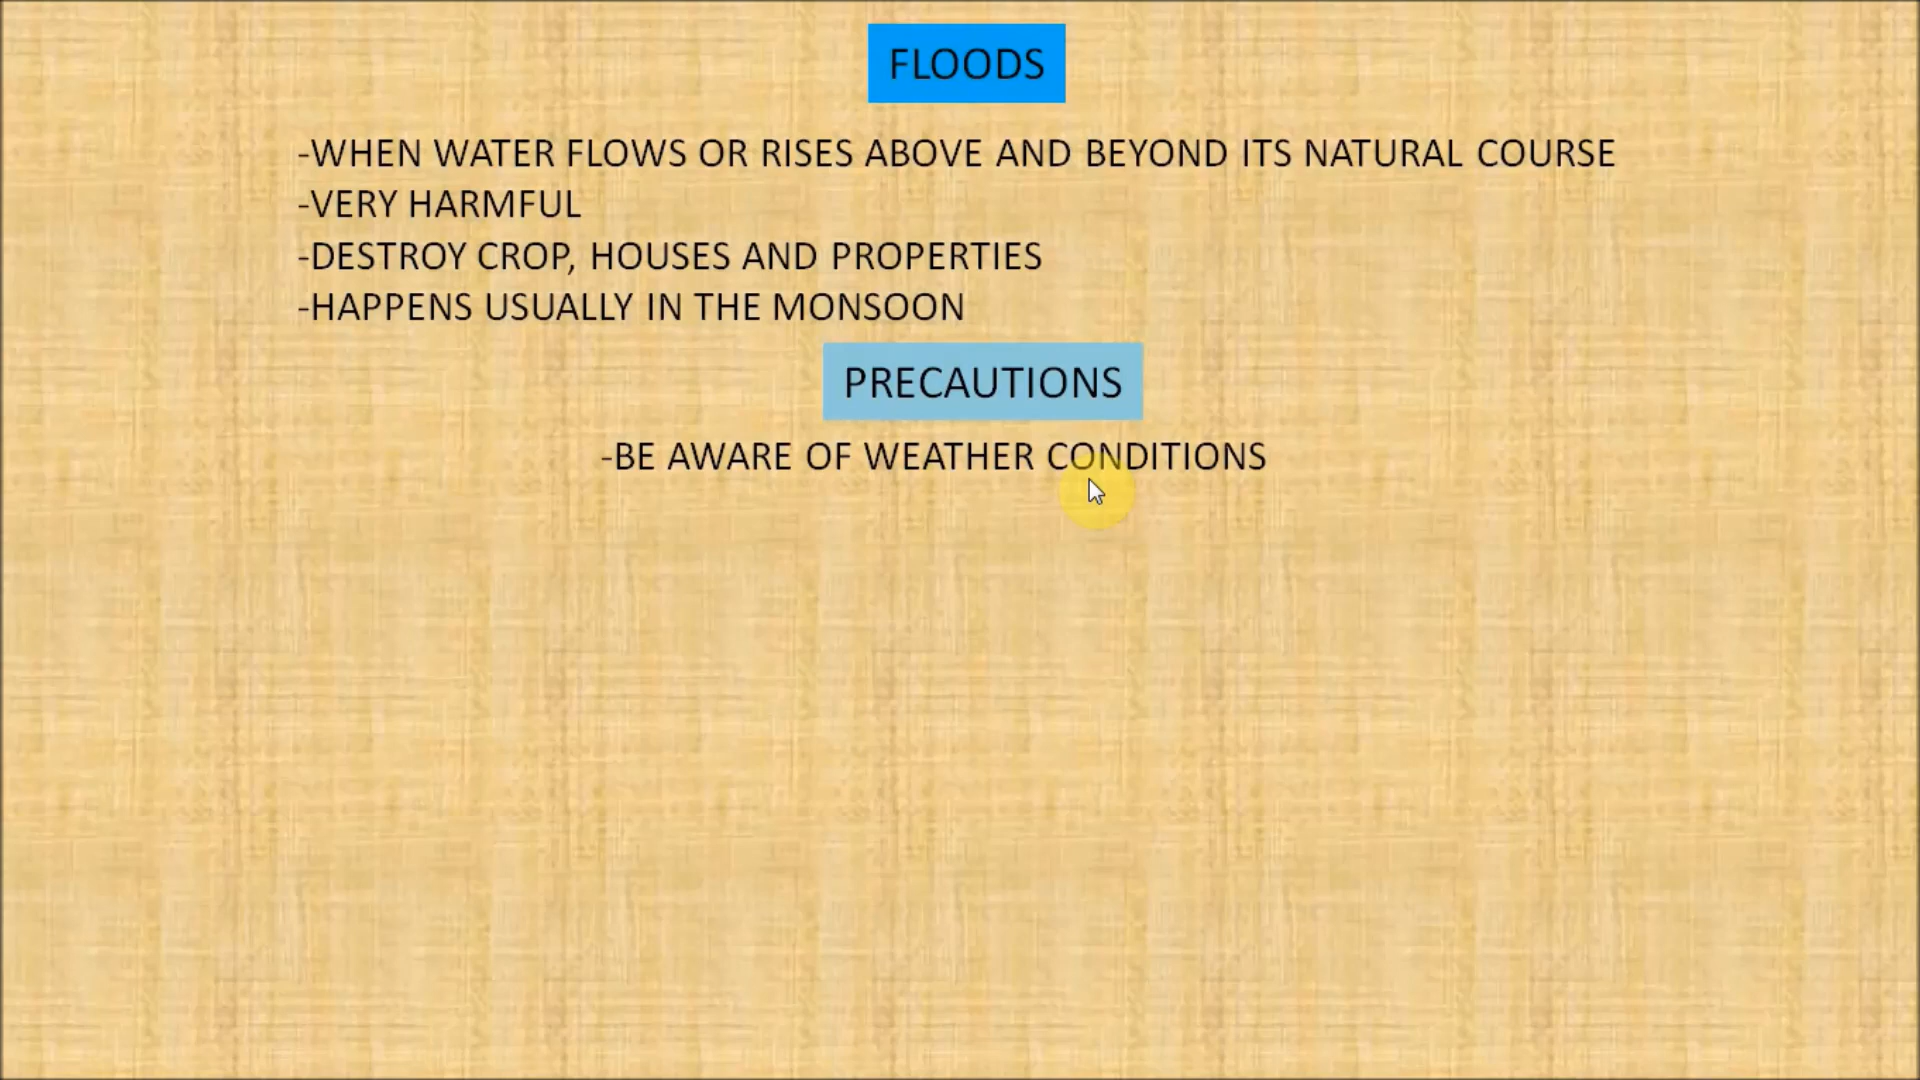 FLOODS
-WHEN WATER FLOWS OR RISES ABOVE AND BEYOND ITS NATURAL COURSE
-VERY HARMFUL
-DESTROY CROP, HOUSES AND PROPERTIES
-HAPPENS USUALLY IN THE MONSOON
PRECAUTIONS
-BE AWARE OF WEATHER CONDITIONS